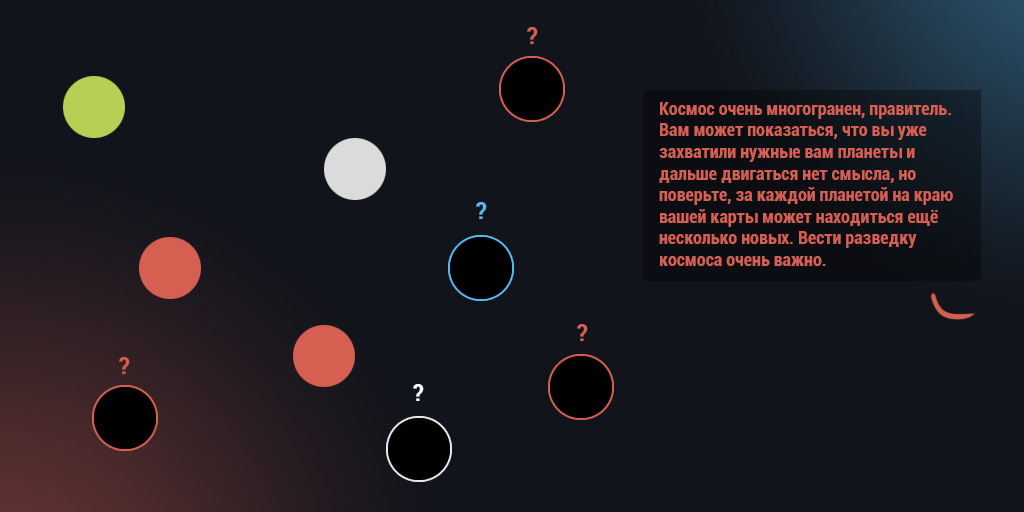 ?
Космос очень многогранен, правитель.
Вам может показаться, что вы уже
захватили нужные вам планеты и
дальше двигаться нет смысла, но
поверьте, за каждой планетой на краю
вашей карты может находиться ещё
несколько новых. Вести разведку
космоса очень важно.
?
?
?
?